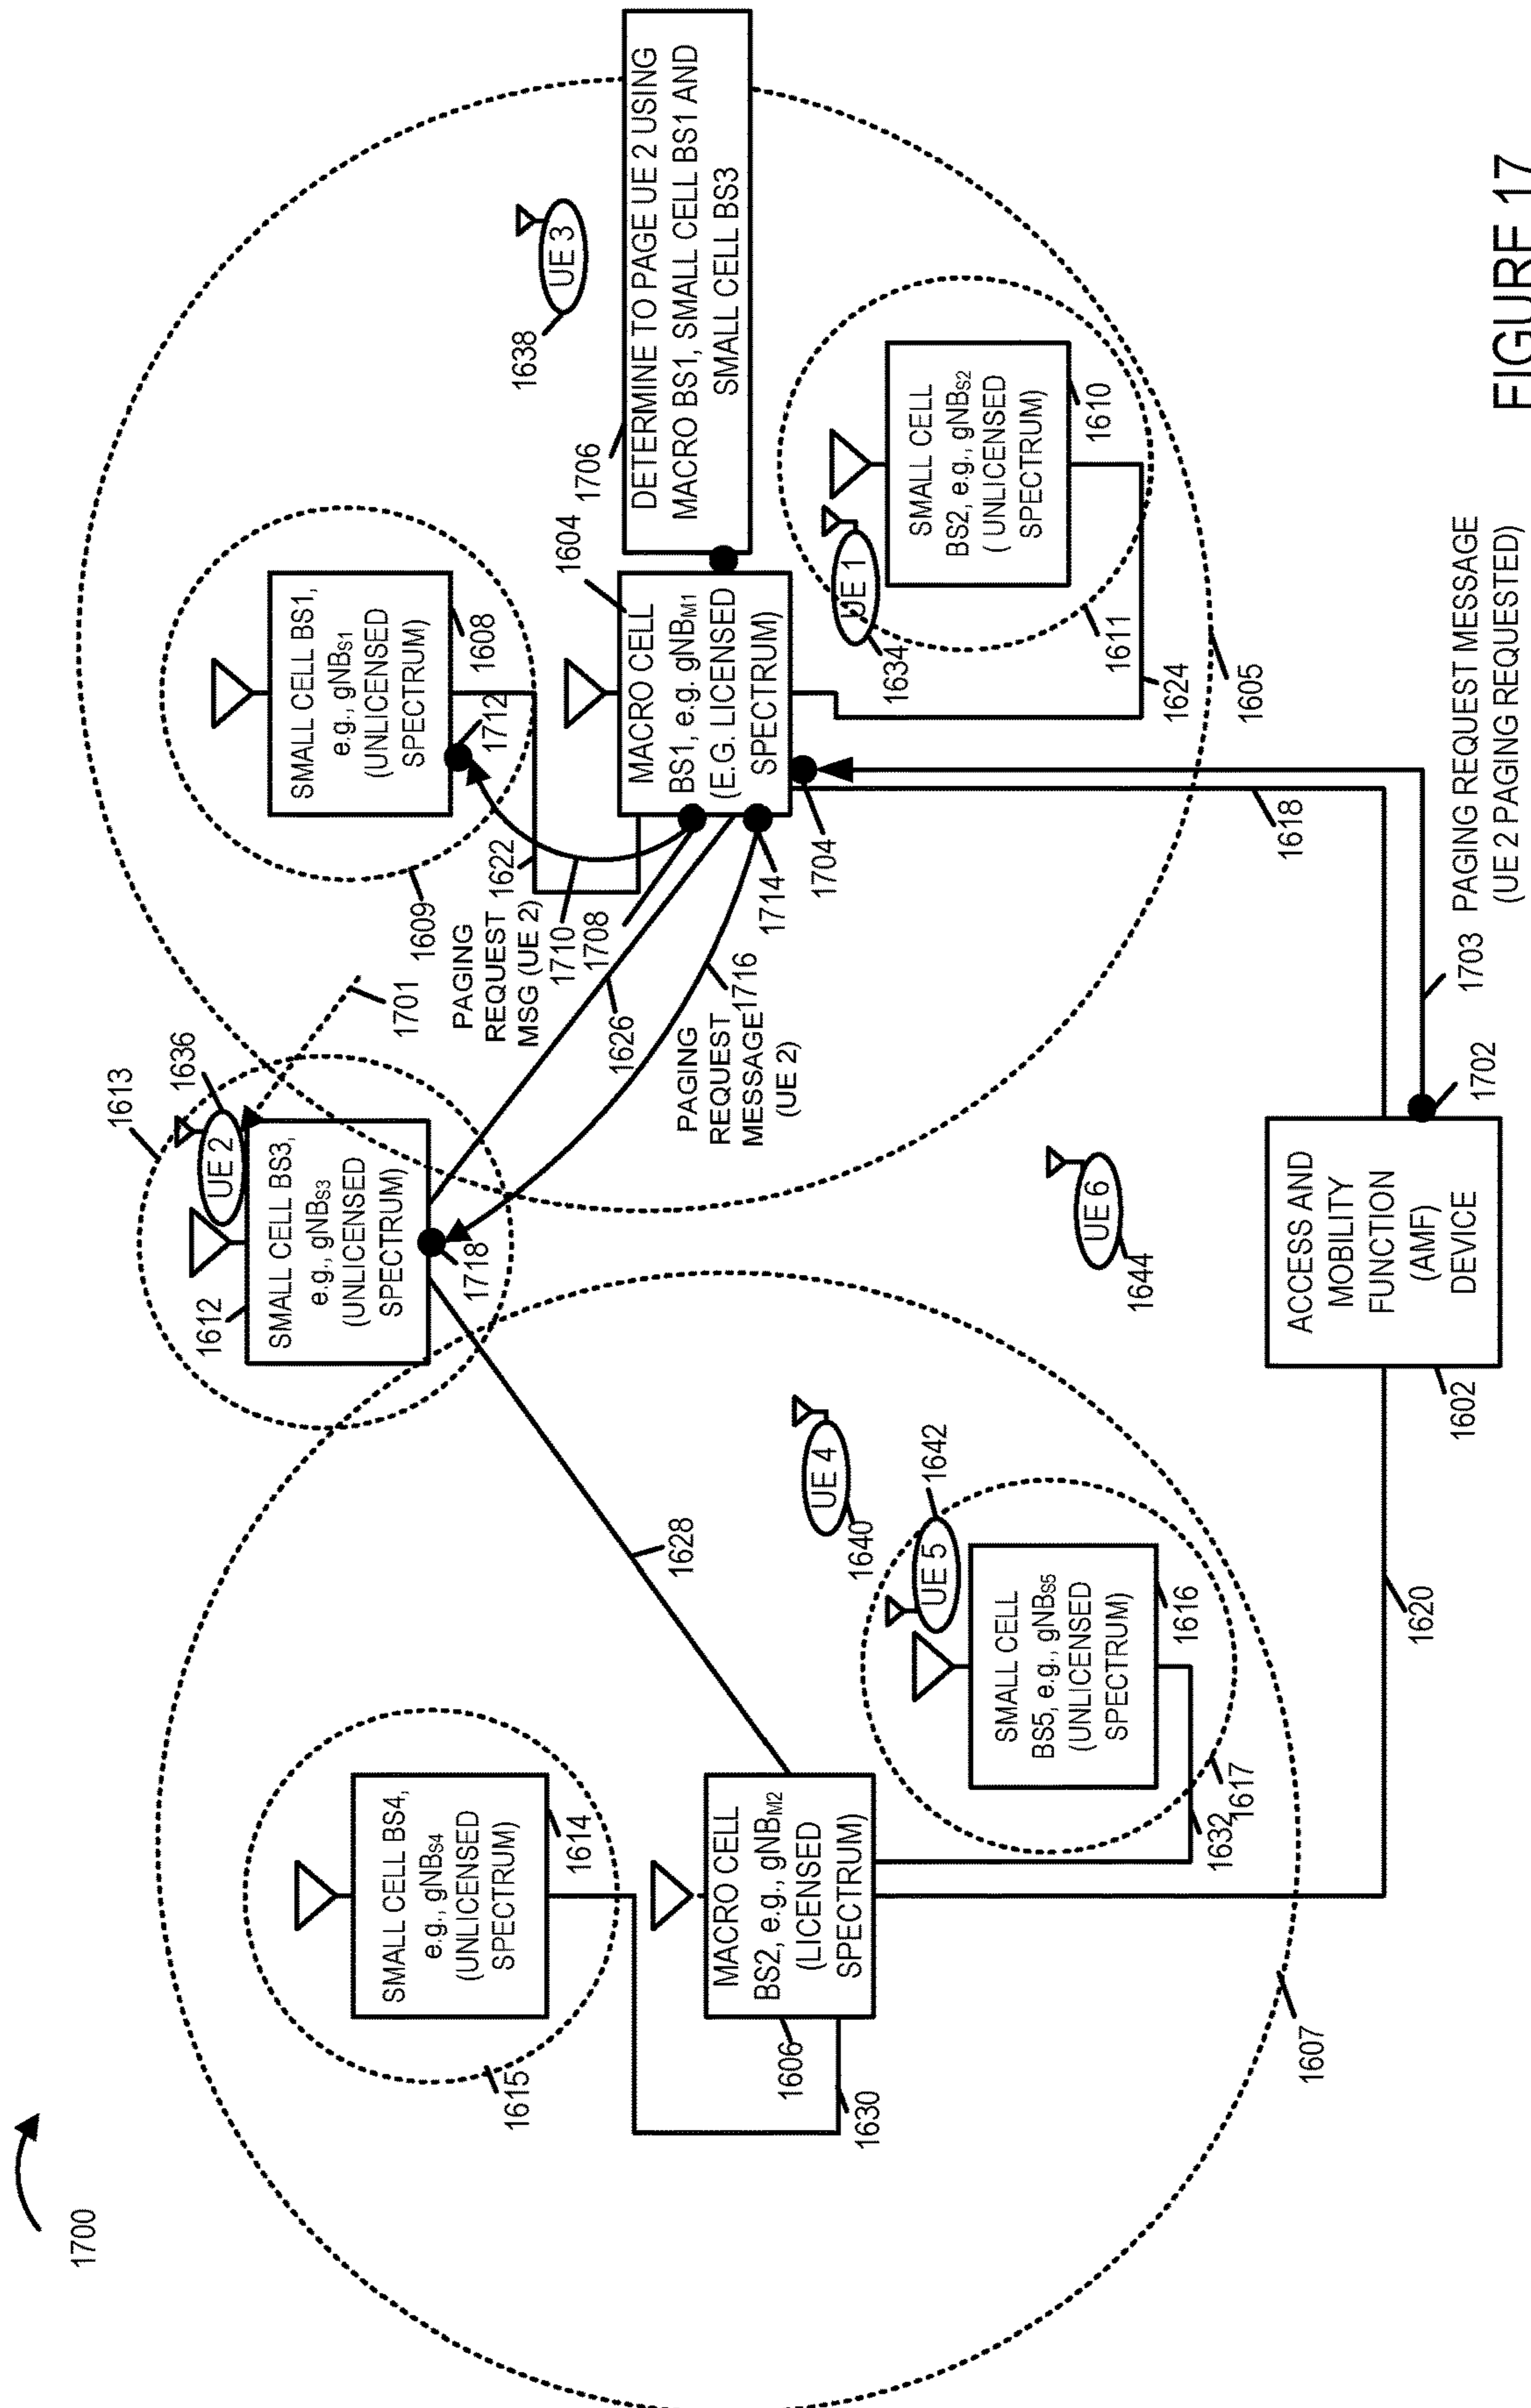 1700
SMALL CELL BS4,
e.g., gNBS4
(UNLICENSED
SPECTRUM)
1614
1615
MACRO CELL
BS2, e.g., gNBM2
(LICENSED
SPECTRUM)
1606
1630
SMALL CELL
BS5, e.g., gNBS5
(UNLICENSED
SPECTRUM)
1616
1617
1632
UE 5
1642
UE 4
1640
1607
1620
1628
SMALL CELL BS3,
e.g., gNBS3
(UNLICENSED
SPECTRUM)
1612
1613
UE 2
1636
1718
1701
UE 6
1644
ACCESS AND
MOBILITY
FUNCTION
(AMF)
DEVICE
1602
1702
1703
PAGING REQUEST MESSAGE
(UE 2 PAGING REQUESTED)
1618
PAGING
REQUEST
MSG (UE 2)
1710
1708
1626
PAGING
REQUEST
MESSAGE
(UE 2)
1716
1714
1704
SMALL CELL BS1,
e.g., gNBS1
(UNLICENSED
SPECTRUM)
1608
1609
1712
1622
MACRO CELL
BS1, e.g. gNBM1
(E.G. LICENSED
SPECTRUM)
1604
1706
DETERMINE TO PAGE UE 2 USING
MACRO BS1, SMALL CELL BS1 AND
SMALL CELL BS3
UE 3
1638
UE 1
1634
SMALL CELL
BS2, e.g., gNBS2
( UNLICENSED
SPECTRUM)
1610
1611
1624
1605
FIGURE 17